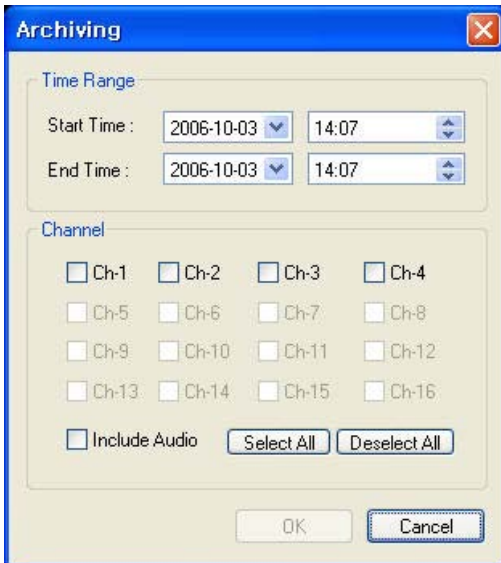 Archiving
Time Range
Start Time : 2006-10-03 14:07
End Time : 2006-10-03 14:07
Channel
Ch-1 Ch-2 Ch-3 Ch-4
Ch-5 Ch-6 Ch-7 Ch-8
Ch-9 Ch-10 Ch-11 Ch-12
Ch-13 Ch-14 Ch-15 Ch-16
Include Audio Select All Deselect All
OK Cancel